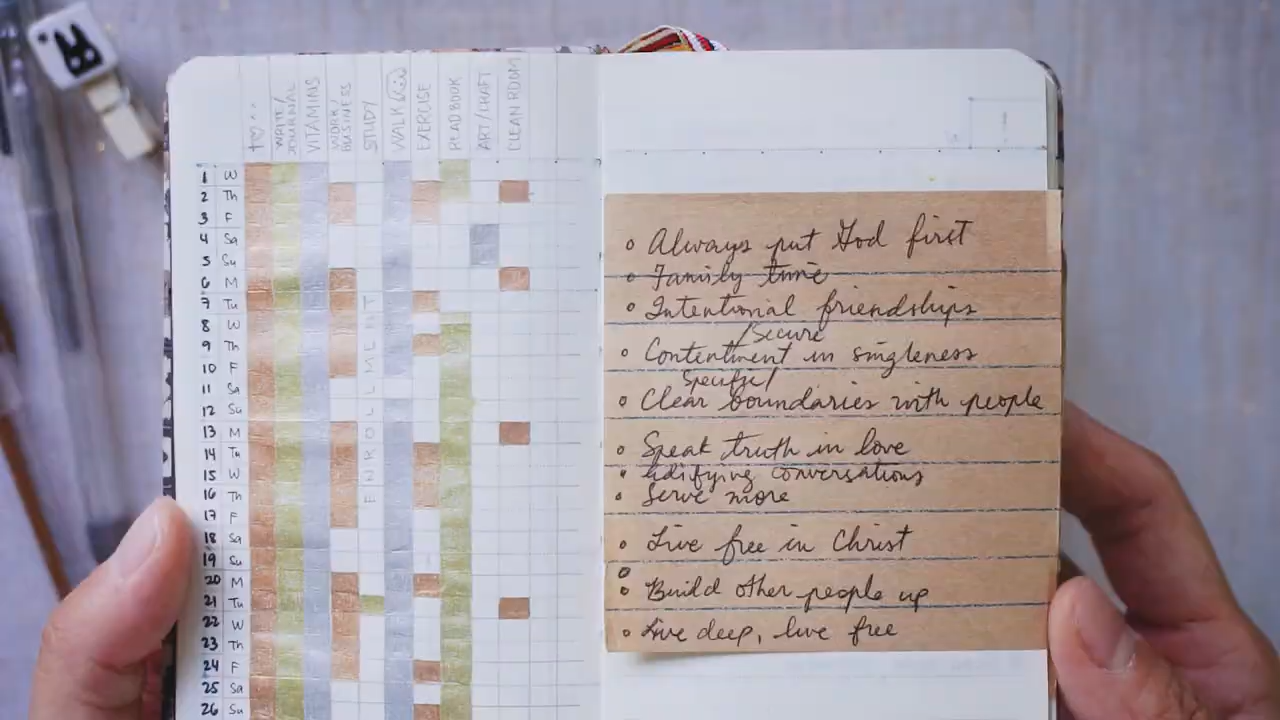 WRITE/
JOURNAL
VITAMINS
WORK/
BUSINESS
STUDY
WALK
EXERCISE
READ BOOK
ART/CRAFT
CLEAN ROOM
1 W
2 Th
3 F
4 Sa
5 Su
6 M
7 Tu
8 W
9 Th
10 F
11 Sa
12 Su
13 M
14 Tu
15 W
16 Th
17 F
18 Sa
19 Su
20 M
21 Tu
22 W
23 Th
24 F
25 Sa
26 Su
ENROLLMENT
Always put God first
Family time
Intentional friendships
/Secure
Contentment in singleness
Specific/
Clear boundaries with people
Speak truth in love
Edifying conversations
Serve more
Live free in Christ
Build other people up
Live deep, live free